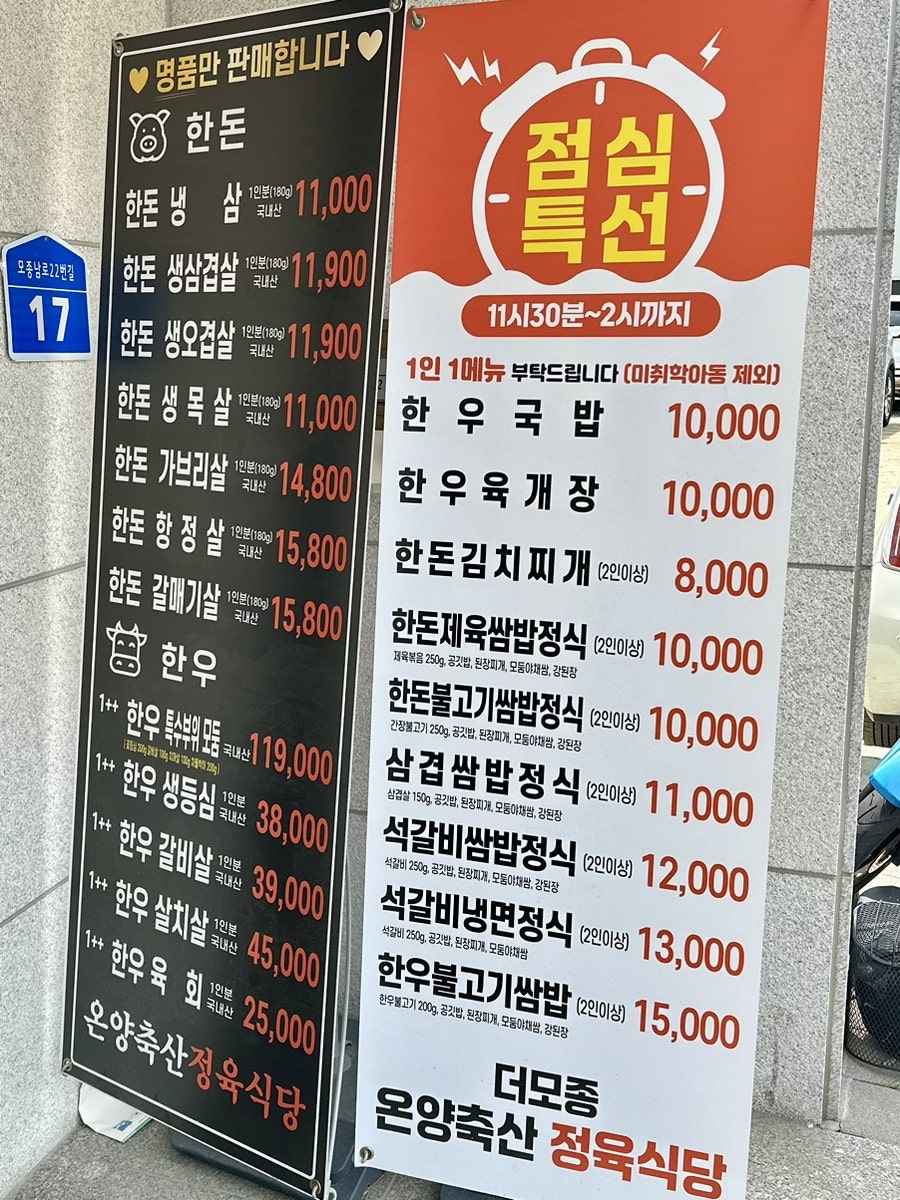 모종남로22번길
17
명품만 판매합니다
한돈
한돈 냉 삼 1인분(180g) 국내산 11,000
한돈 생삼겹살 1인분(180g) 국내산 11,900
한돈 생오겹살 1인분(180g) 국내산 11,900
한돈 생목살 1인분(180g) 국내산 11,000
한돈 가브리살 1인분(180g) 국내산 14,800
한돈 항정살 1인분(180g) 국내산 15,800
한돈 갈매기살 1인분(180g) 국내산 15,800
한우
1++ 한우 특수부위 모둠 국내산 119,000
1++ 한우 생등심 1인분 국내산 38,000
1++ 한우 갈비살 1인분 국내산 39,000
1++ 한우 살치살 1인분 국내산 45,000
1++ 한우 육 회 1인분 국내산 25,000
온양축산정육식당
점심
특선
11시30분~2시까지
1인 1메뉴 부탁드립니다 (미취학아동 제외)
한우국밥 10,000
한우육개장 10,000
한돈김치찌개 (2인이상) 8,000
한돈제육쌈밥정식 (2인이상) 10,000
제육볶음 250g, 공깃밥, 된장찌개, 모둠야채쌈, 강된장
한돈불고기쌈밥정식 (2인이상) 10,000
간장불고기 250g, 공깃밥, 된장찌개, 모둠야채쌈, 강된장
삼겹쌈밥정식 (2인이상) 11,000
삼겹살 150g, 공깃밥, 된장찌개, 모둠야채쌈, 강된장
석갈비쌈밥정식 (2인이상) 12,000
석갈비 250g, 공깃밥, 된장찌개, 모둠야채쌈, 강된장
석갈비냉면정식 (2인이상) 13,000
석갈비 250g, 공깃밥, 된장찌개, 모둠야채쌈
한우불고기쌈밥 (2인이상) 15,000
한우불고기 200g, 공깃밥, 된장찌개, 모둠야채쌈, 강된장
더모종
온양축산 정육식당